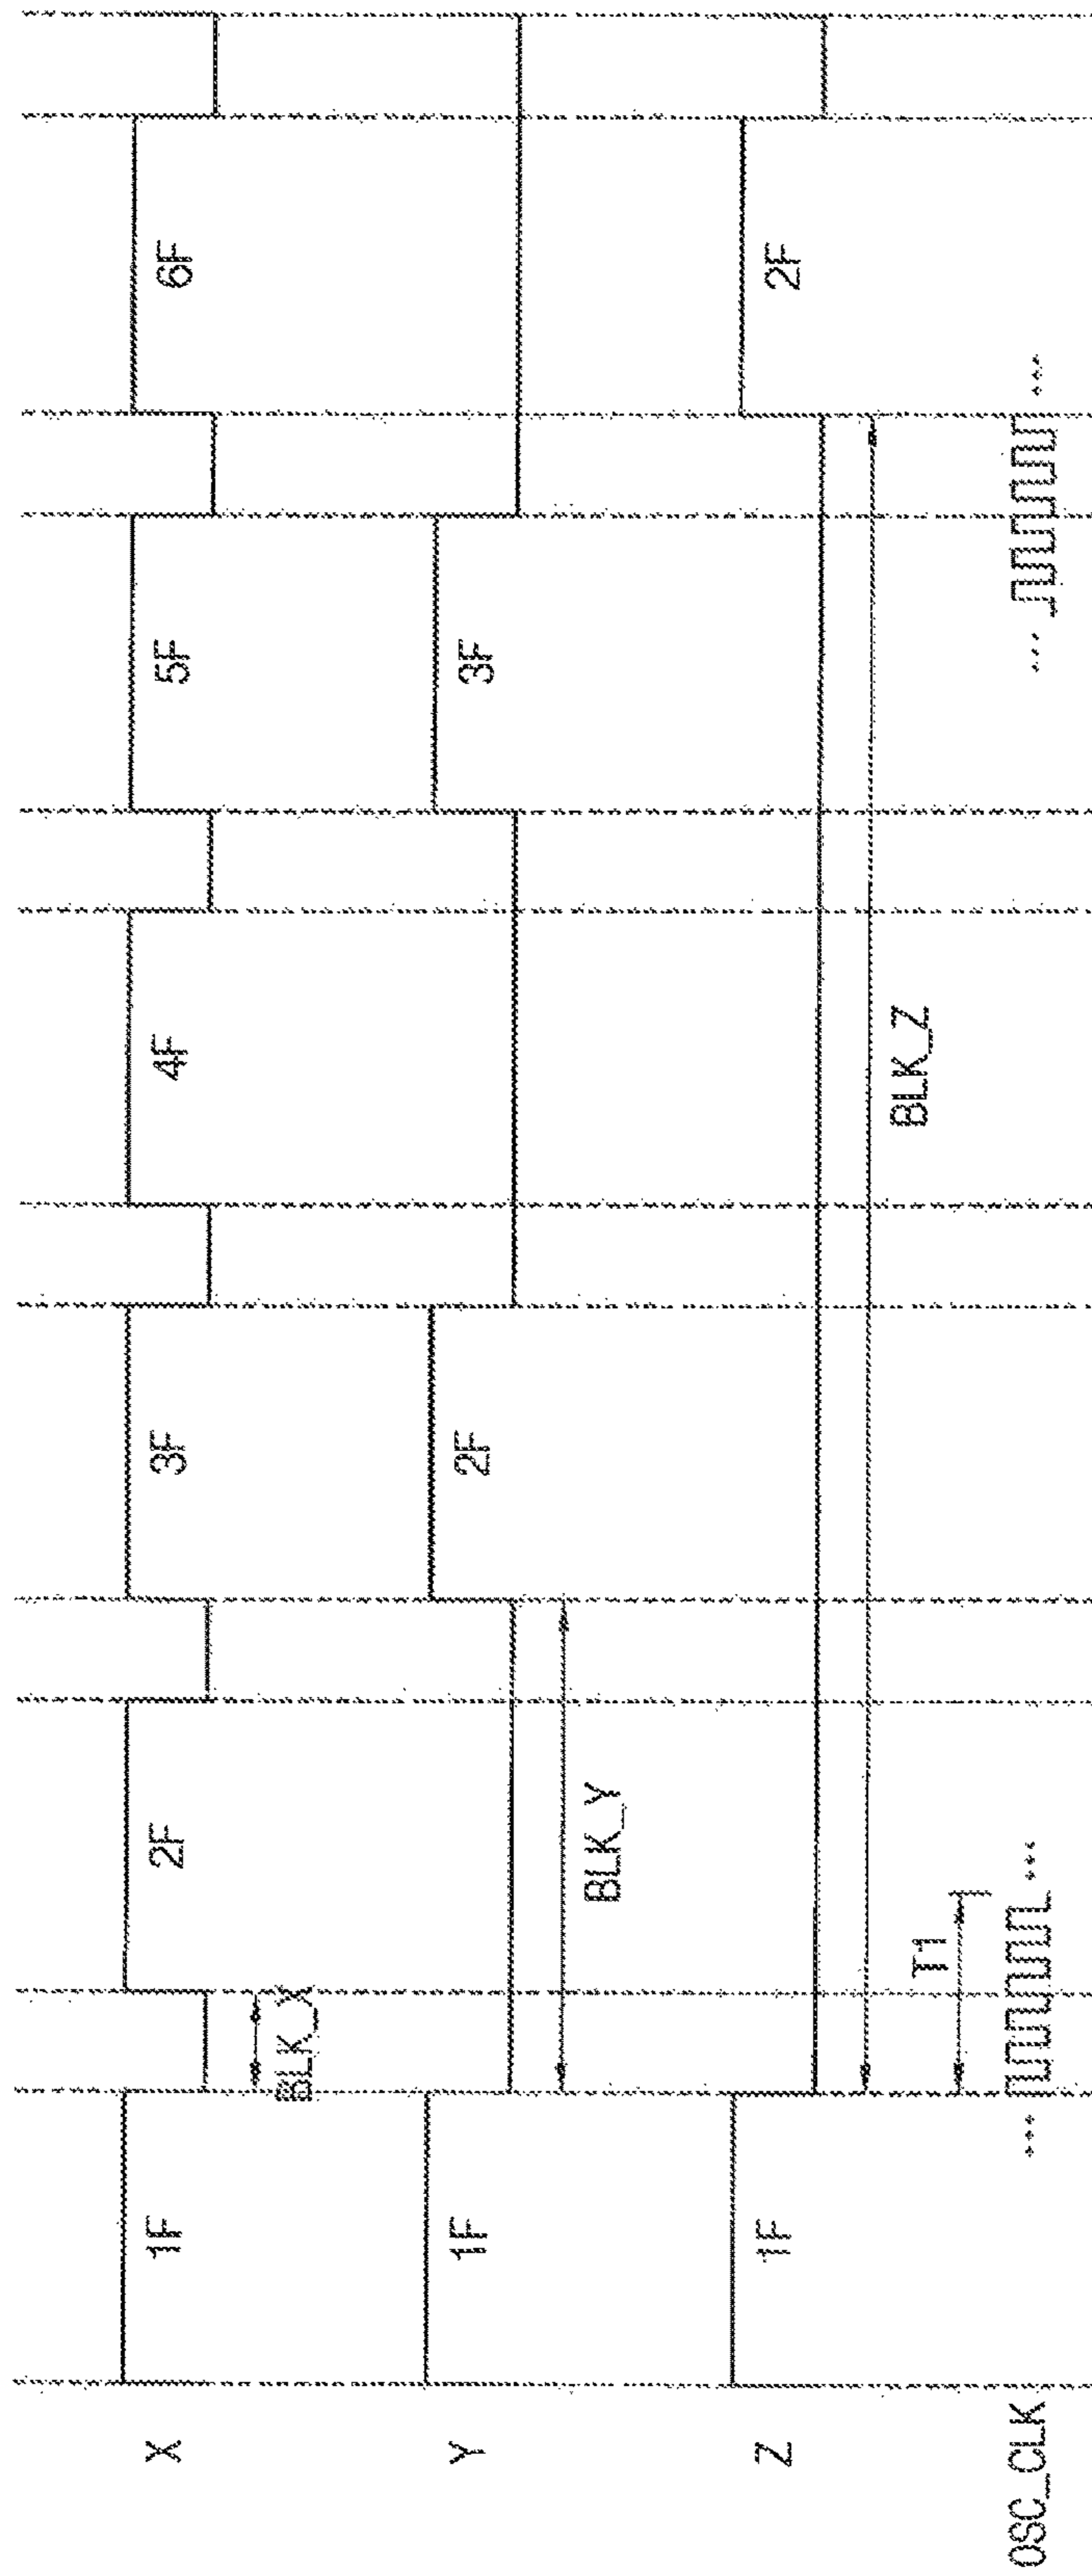 X 1F 2F 3F 4F 5F 6F
BLK_X
Y 1F 2F 3F
BLK_Y
Z 1F 2F
BLK_Z
T1
OSC_CLK ••• ••• ••• •••